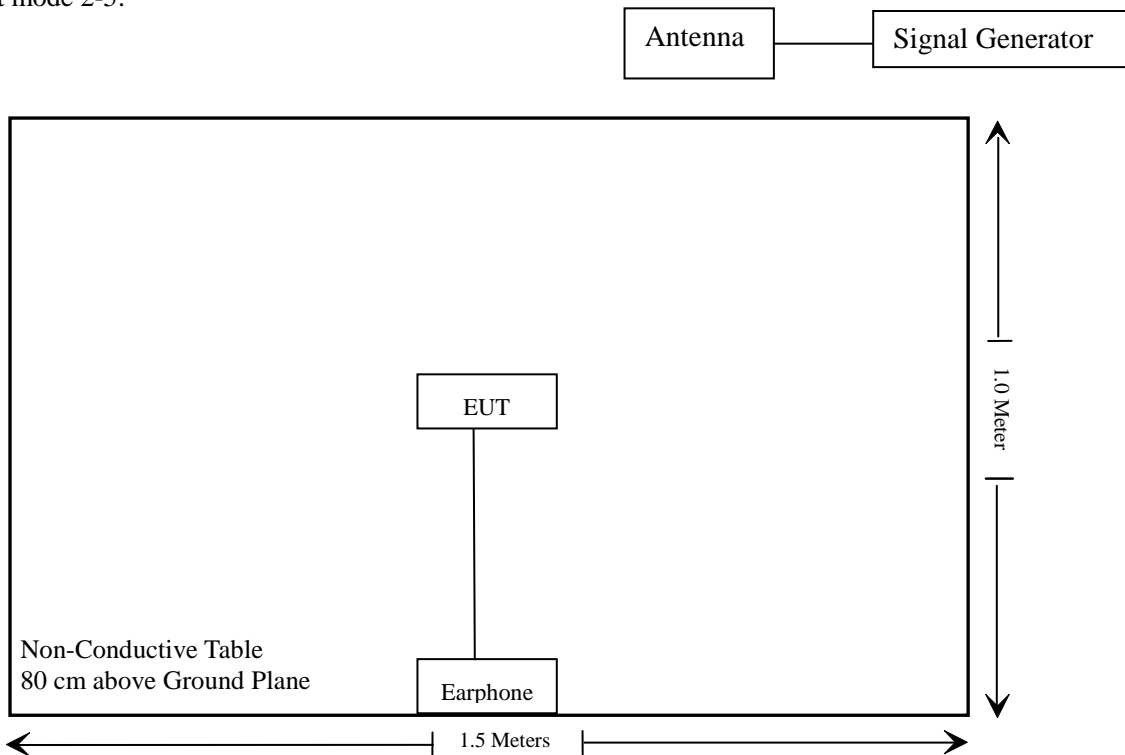 mode 2-5:
Antenna
Signal Generator
EUT
1.0 Meter
Non-Conductive Table
80 cm above Ground Plane
Earphone
1.5 Meters